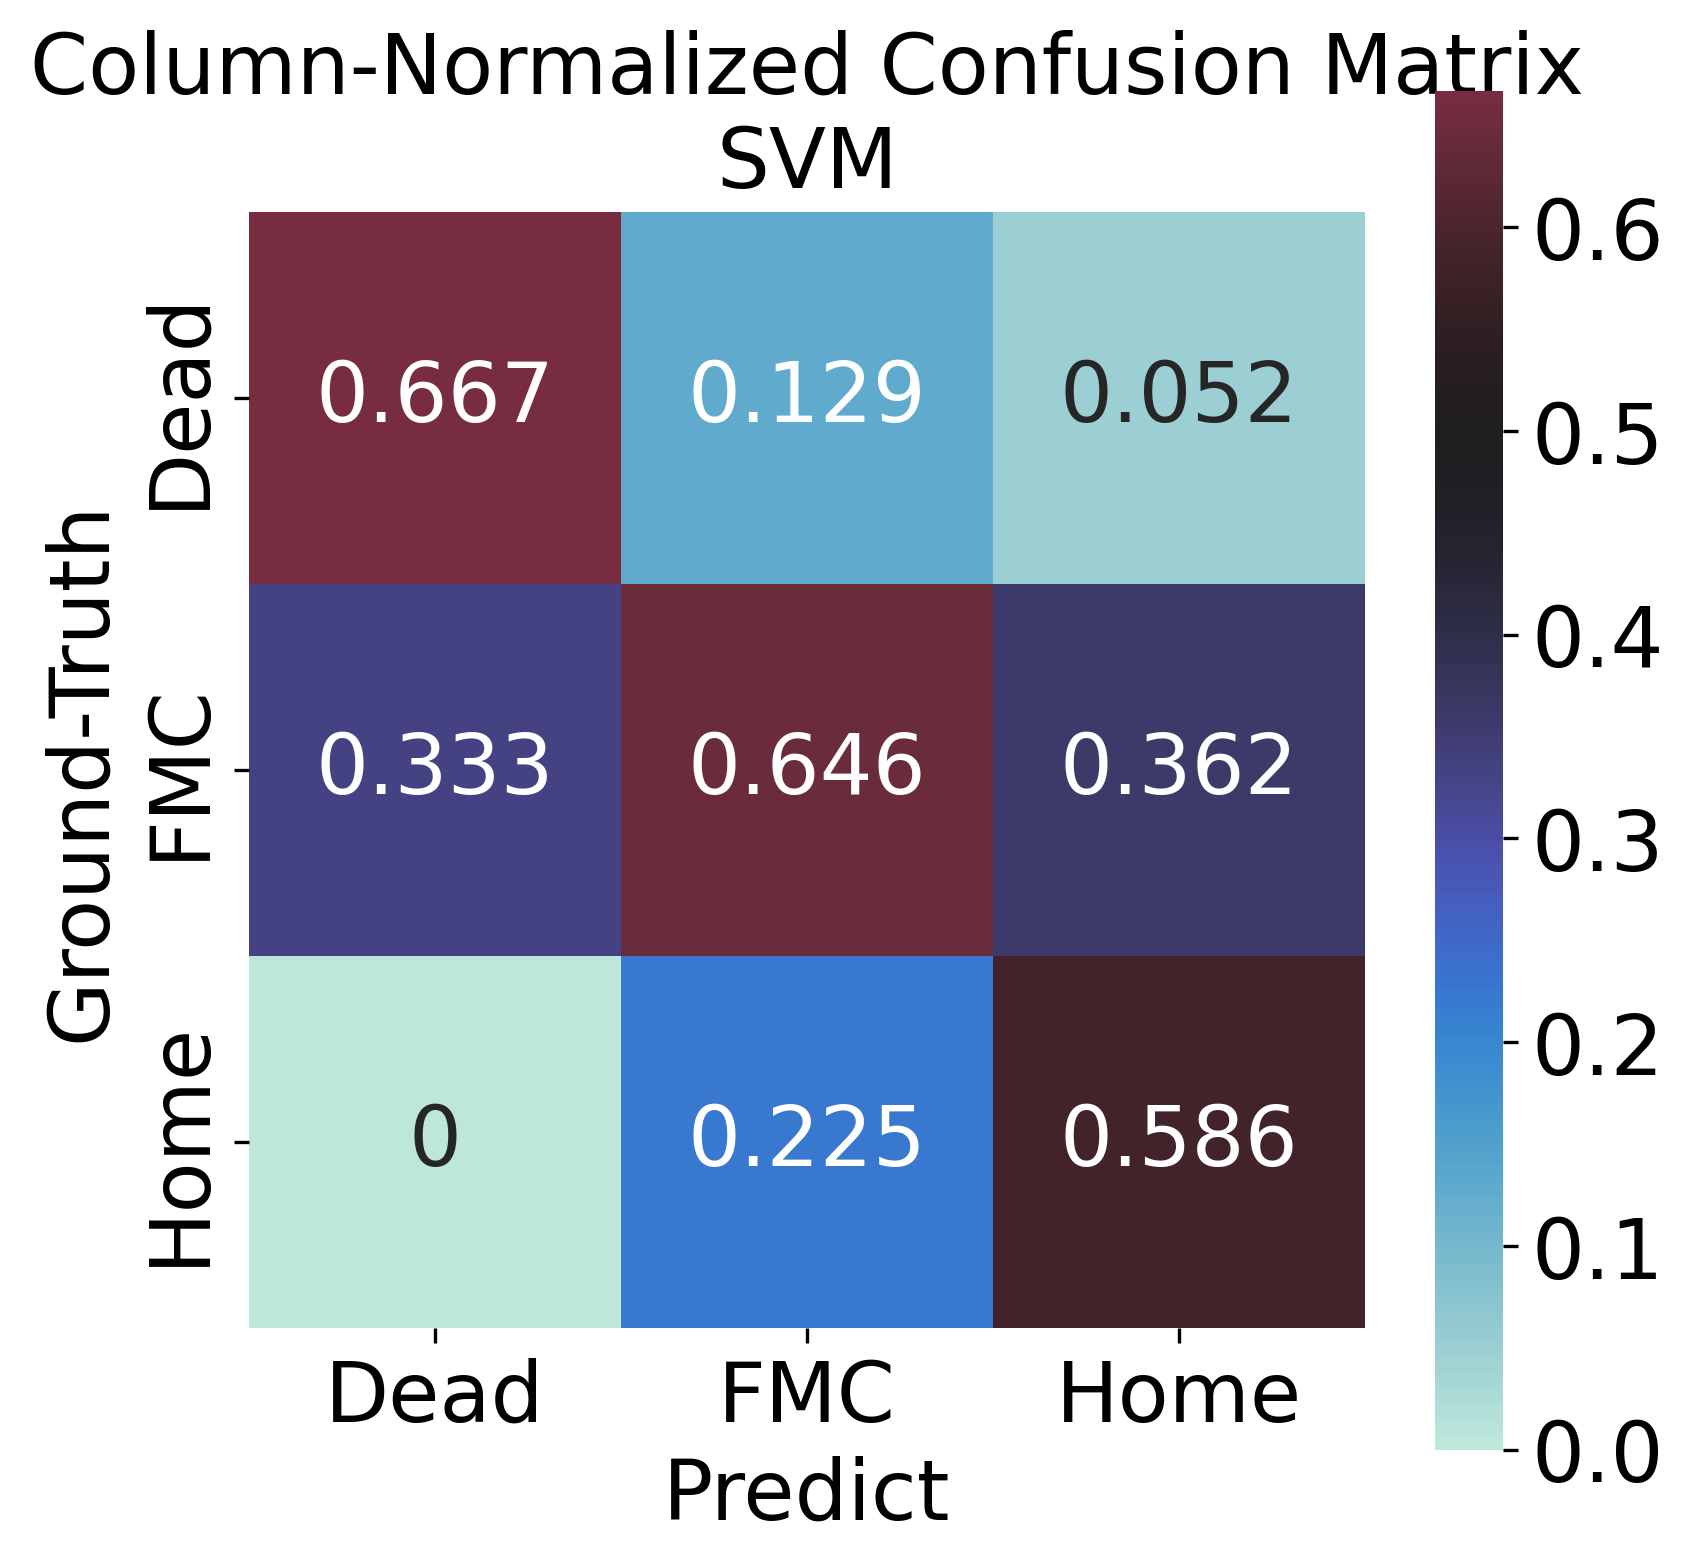 Column-Normalized Confusion Matrix
SVM
Ground-Truth
Dead
FMC
Home
0.667 0.129 0.052
0.333 0.646 0.362
0 0.225 0.586
Dead FMC Home
Predict
0.6
0.5
0.4
0.3
0.2
0.1
0.0